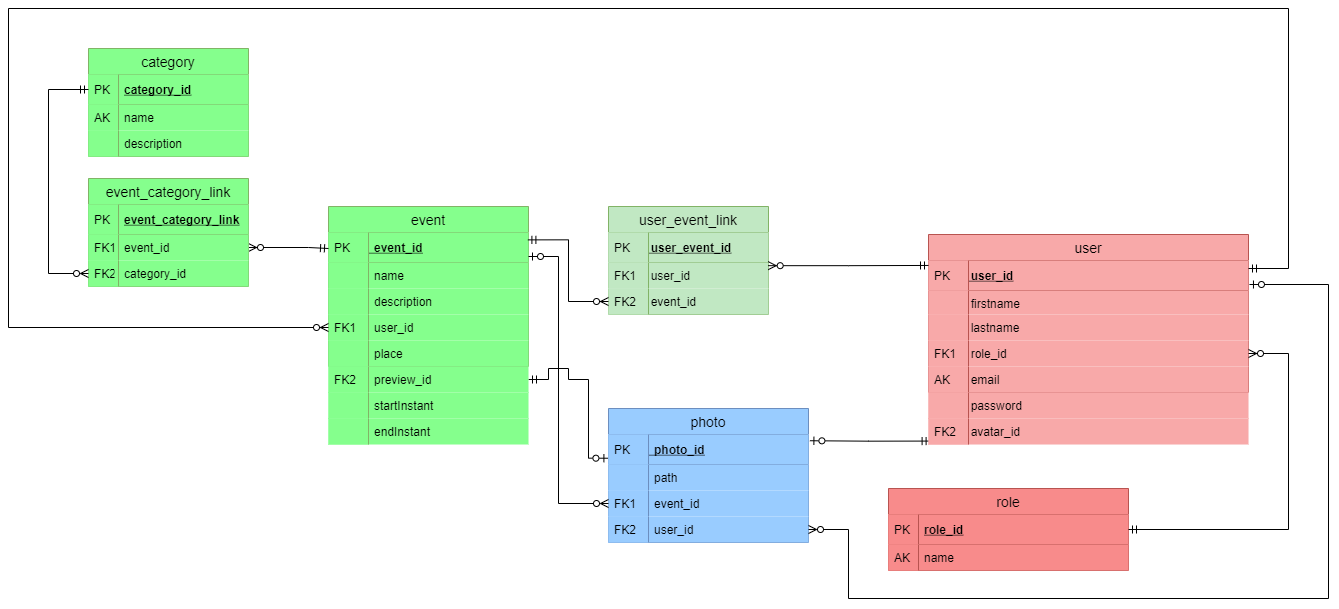 category
PK category_id
AK name
description
event_category_link
PK event_category_link
FK1 event_id
FK2 category_id
event
PK event_id
name
description
FK1 user_id
place
FK2 preview_id
startInstant
endInstant
user_event_link
PK user_event_id
FK1 user_id
FK2 event_id
user
PK user_id
firstname
lastname
FK1 role_id
AK email
password
FK2 avatar_id
photo
PK photo_id
path
FK1 event_id
FK2 user_id
role
PK role_id
AK name